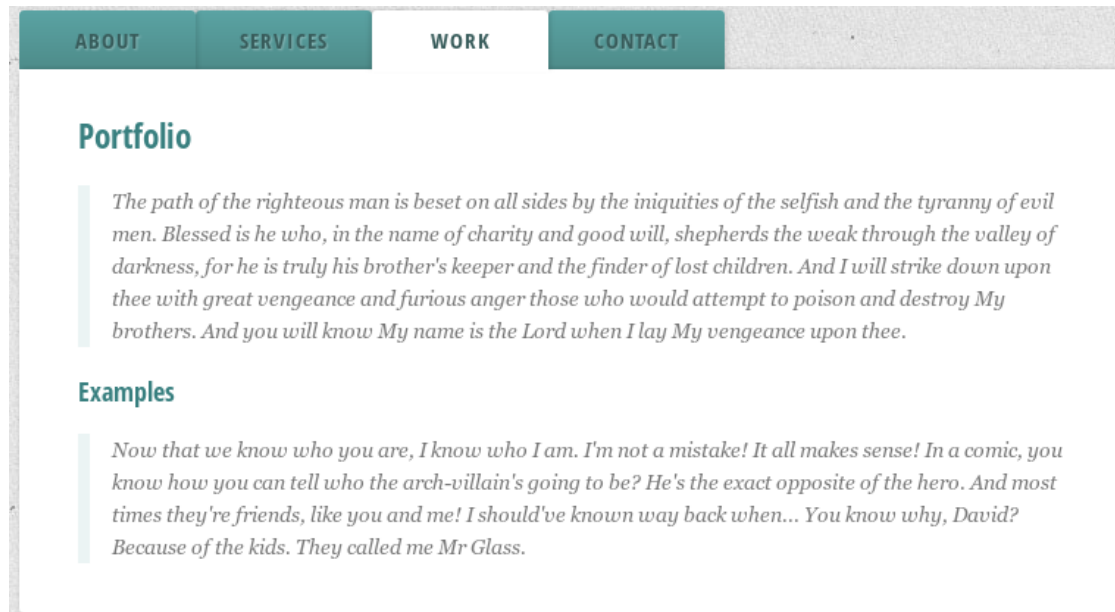 ABOUT SERVICES WORK CONTACT
Portfolio
The path of the righteous man is beset on all sides by the iniquities of the selfish and the tyranny of evil
men. Blessed is he who, in the name of charity and good will, shepherds the weak through the valley of
darkness, for he is truly his brother's keeper and the finder of lost children. And I will strike down upon
thee with great vengeance and furious anger those who would attempt to poison and destroy My
brothers. And you will know My name is the Lord when I lay My vengeance upon thee.
Examples
Now that we know who you are, I know who I am. I'm not a mistake! It all makes sense! In a comic, you
know how you can tell who the arch-villain's going to be? He's the exact opposite of the hero. And most
times they're friends, like you and me! I should've known way back when... You know why, David?
Because of the kids. They called me Mr Glass.